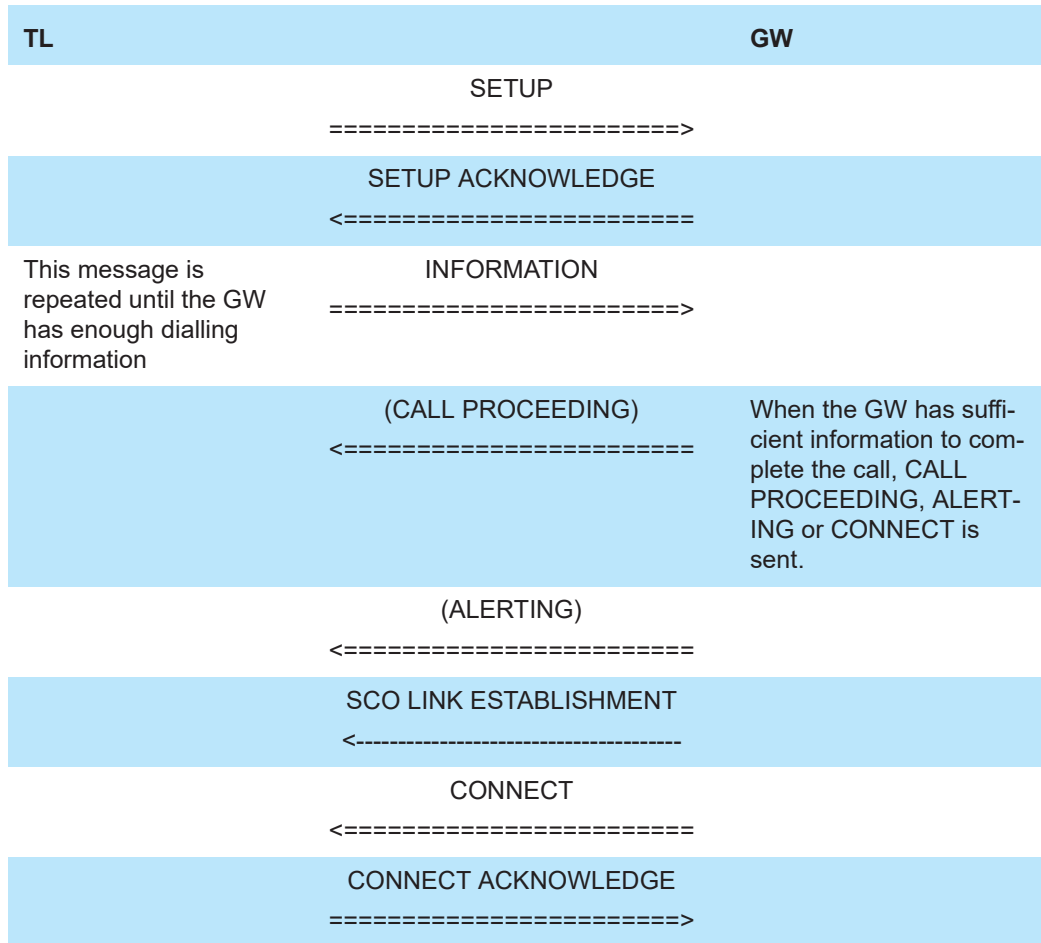 TL GW
SETUP
========================>
SETUP ACKNOWLEDGE
<========================
This message is
repeated until the GW
has enough dialling
information
INFORMATION
========================>
(CALL PROCEEDING)
<========================
When the GW has suffi-
cient information to com-
plete the call, CALL
PROCEEDING, ALERT-
ING or CONNECT is
sent.
(ALERTING)
<========================
SCO LINK ESTABLISHMENT
<---------------------------------------
CONNECT
<========================
CONNECT ACKNOWLEDGE
========================>